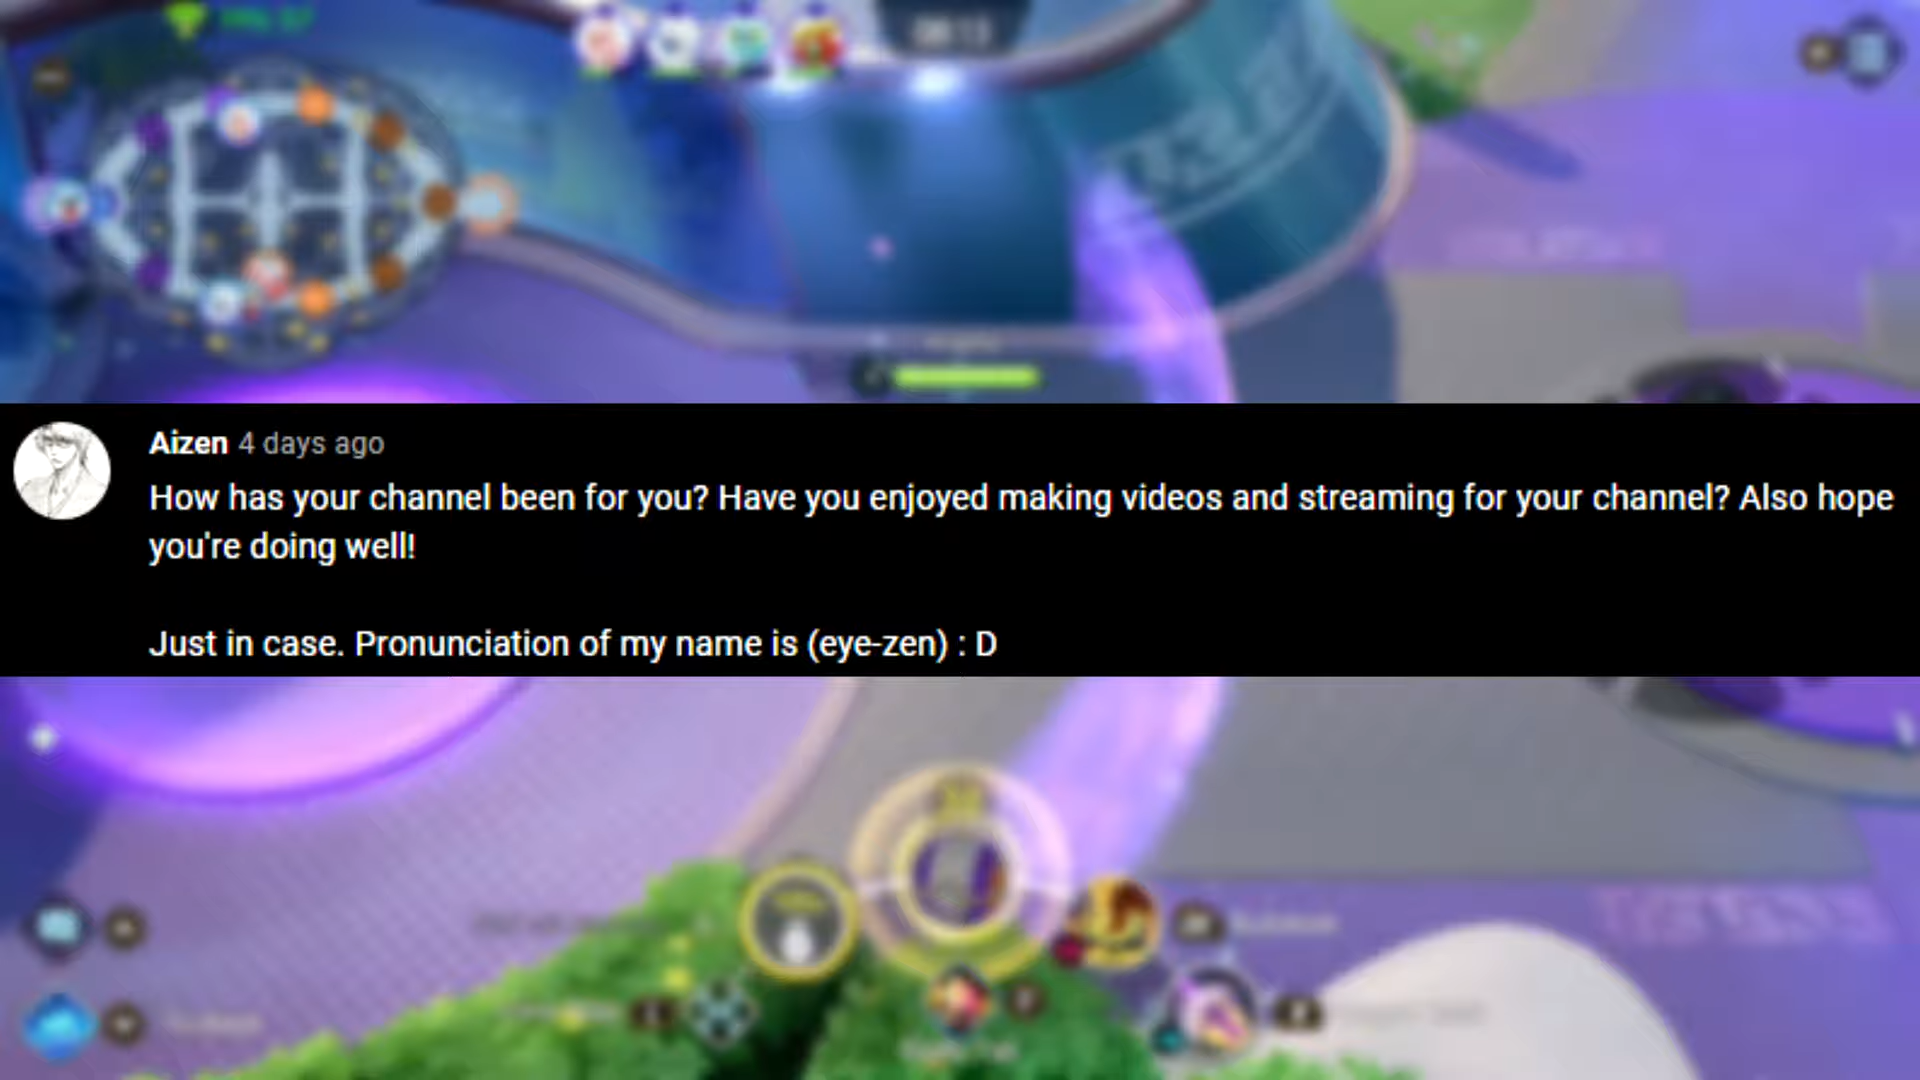 Aizen 4 days ago
How has your channel been for you? Have you enjoyed making videos and streaming for your channel? Also hope
you're doing well!
Just in case. Pronunciation of my name is (eye-zen) : D